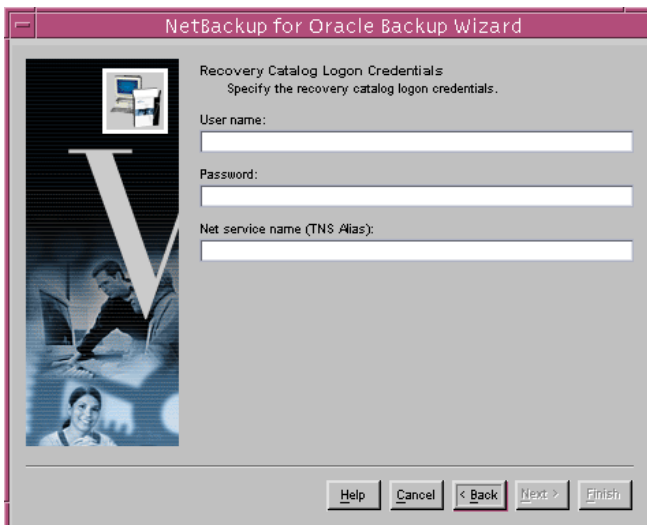 NetBackup for Oracle Backup Wizard
Recovery Catalog Logon Credentials
Specify the recovery catalog logon credentials.
User name:
Password:
Net service name (TNS Alias):
Help Cancel < Back Next > Finish